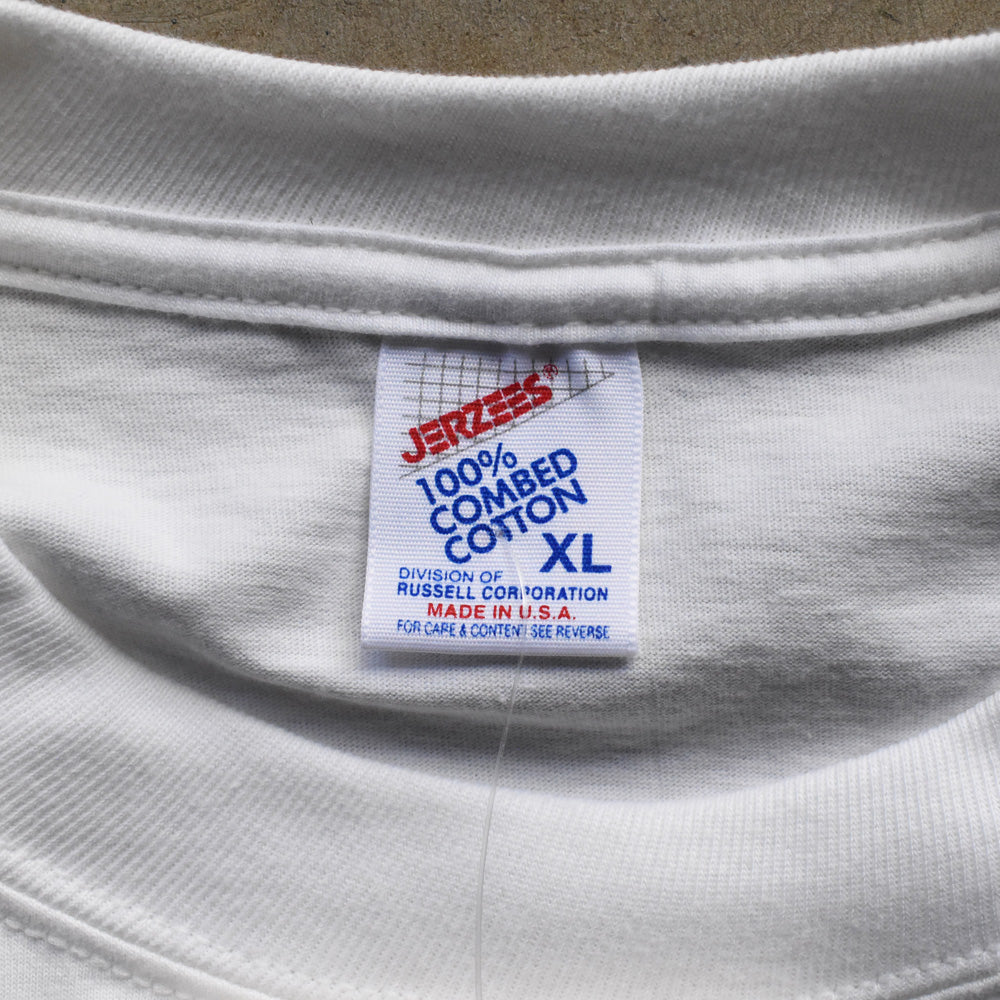 JERZEES®
100%
COMBED
COTTON
XL
DIVISION OF
RUSSELL CORPORATION
MADE IN U.S.A.
FOR CARE & CONTENT SEE REVERSE